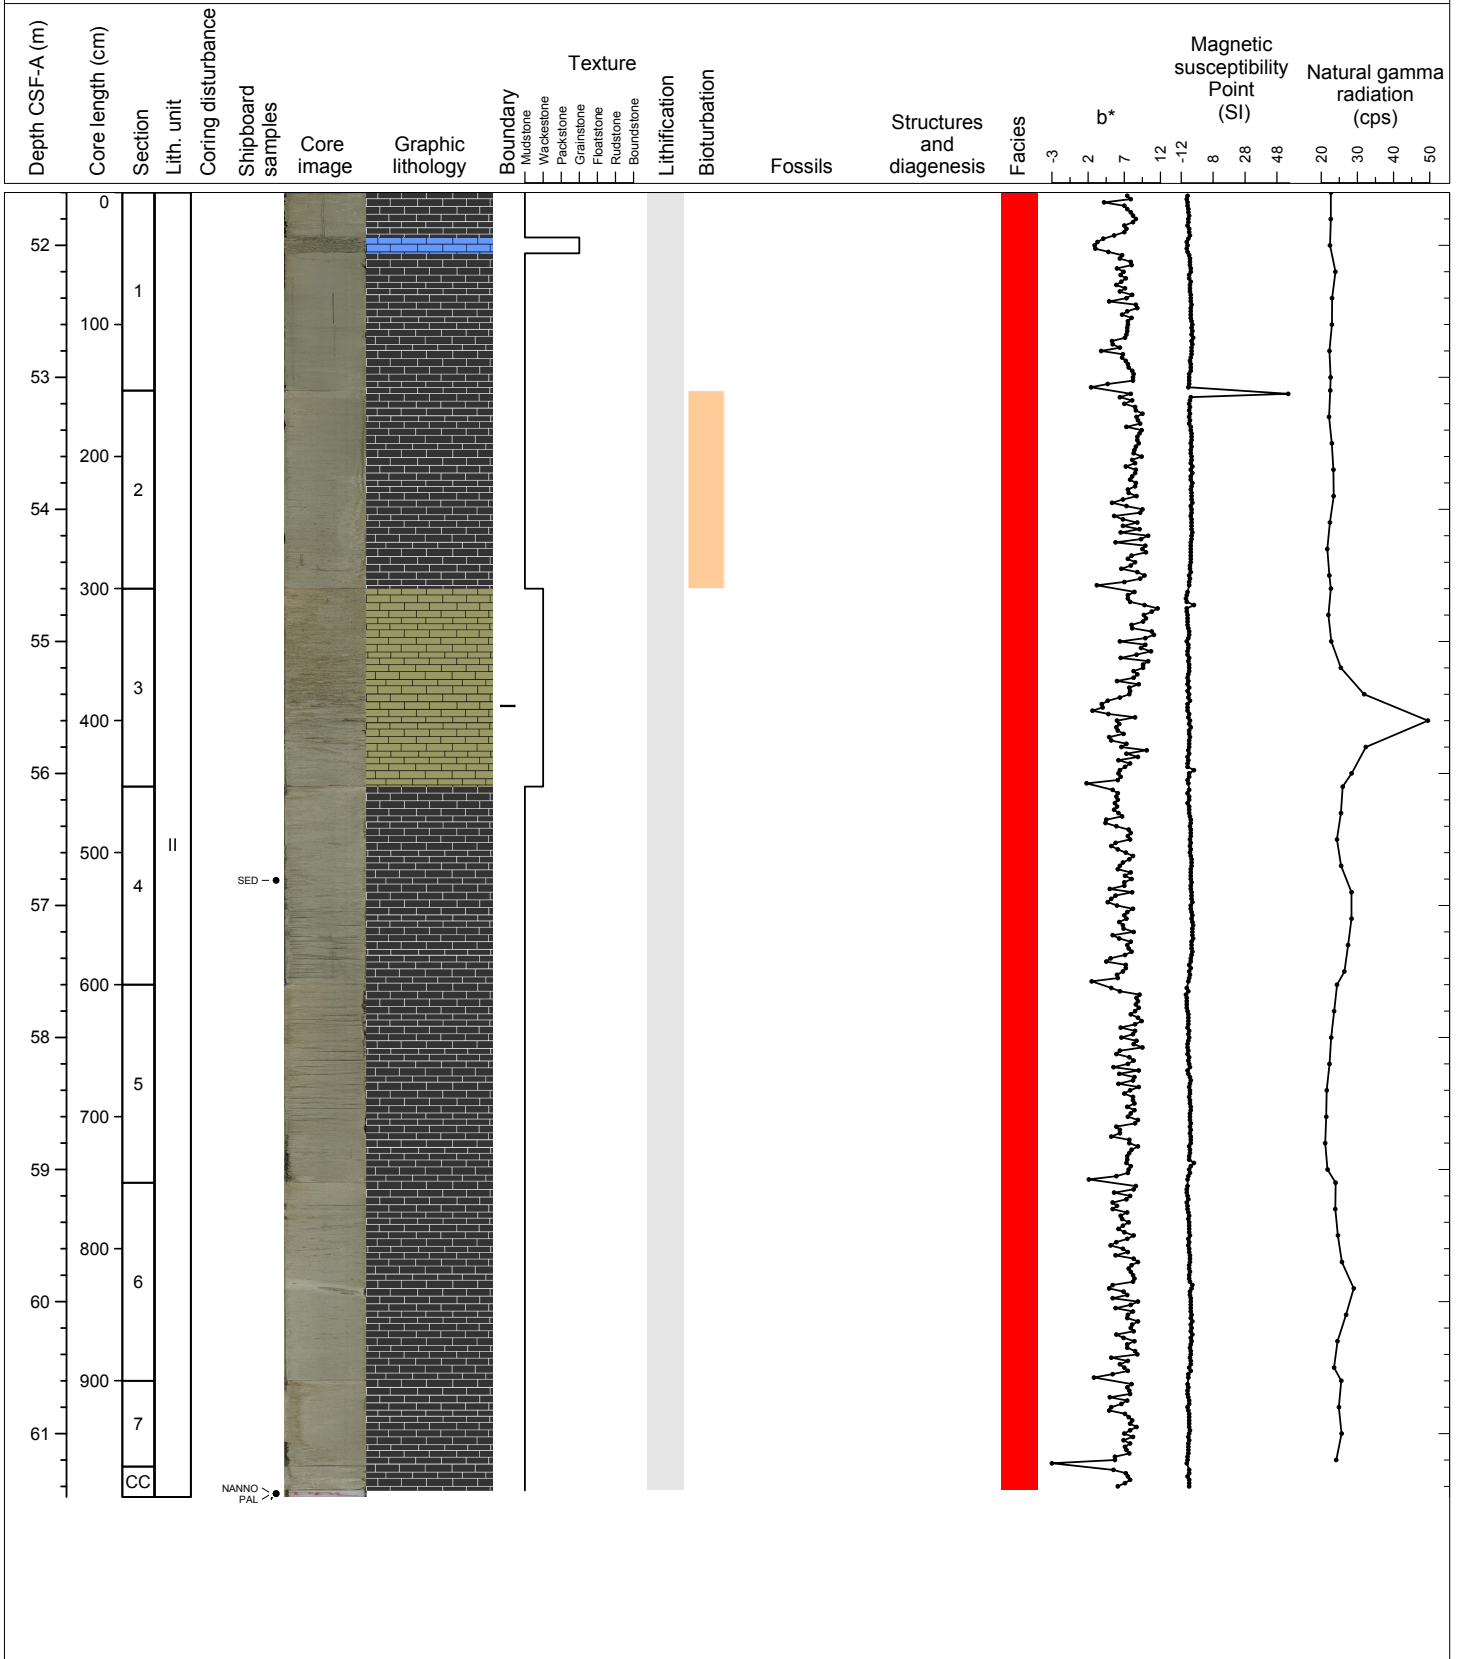 Depth CSF-A (m)
Core length (cm)
Section
Lith. unit
Coring disturbance
Shipboard
samples
Core
image
Graphic
lithology
Boundary
Texture
Mudstone
Wackestone
Packstone
Grainstone
Floatstone
Rudstone
Boundstone
Lithification
Bioturbation
Fossils
Structures
and
diagenesis
Facies
b*
-3 2 7 12
Magnetic
susceptibility
Point
(SI)
-12 8 28 48
Natural gamma
radiation
(cps)
20 30 40 50
0
52
1
100
53
200
2
54
300
55
3
I
400
56
II
500
SED
4
57
600
58
5
700
59
800
6
60
900
7
61
CC
NANNO
PAL